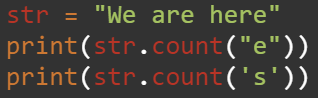 str = "We are here"
print(str.count("e"))
print(str.count('s'))